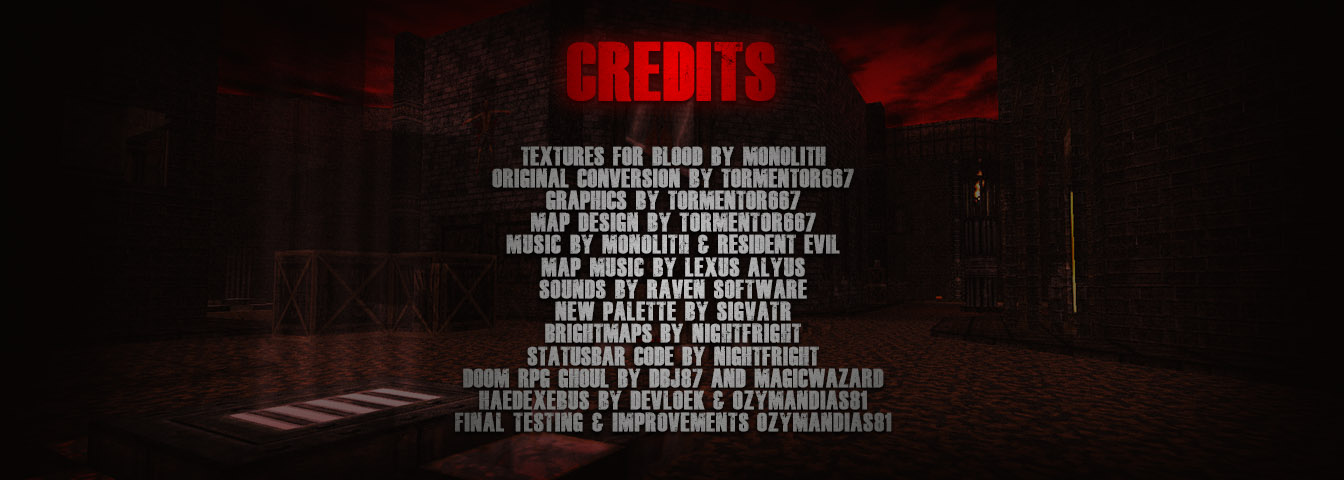 CREDITS
TEXTURES FOR BLOOD BY MONOLITH
ORIGINAL CONVERSION BY TORMENTOR667
GRAPHICS BY TORMENTOR667
MAP DESIGN BY TORMENTOR667
MUSIC BY MONOLITH & RESIDENT EVIL
MAP MUSIC BY LEXUS ALYUS
SOUNDS BY RAVEN SOFTWARE
NEW PALETTE BY SIGVATR
BRIGHTMAPS BY NIGHTFRIGHT
STATUSBAR CODE BY NIGHTFRIGHT
DOOM RPG GHOUL BY DBJ87 AND MAGICWAZARD
HAEDEXEBUS BY DEVLOEK & OZYMANDIAS81
FINAL TESTING & IMPROVEMENTS OZYMANDIAS81